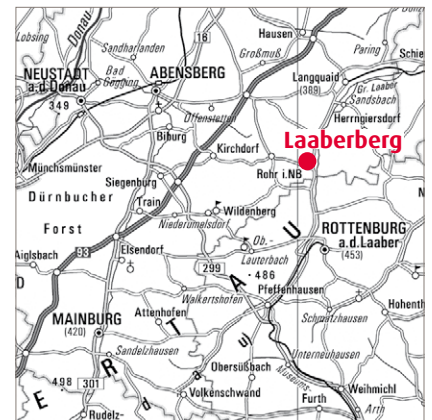 Lobsing
Donau
Sandharlanden
16
Hausen
Donau
Großmuß
Paring
Schie
NEUSTADT
a.d.Donau
349
Bad
Gögging
ABENSBERG
Langquaid
(389)
Gr. Laaber
Sandsbach
Offenstetten
Herrngiersdorf
Biburg
Kirchdorf
Laaberberg
Münchsmünster
Siegenburg
Rohr i.NB
Dürnbucher
Forst
Train
Wildenberg
Niederumelsdorf
ROTTENBURG
a.d.Laaber
(453)
Aiglsbach
93
Elsendorf
Ob.-
Lauterbach
299
486
D
Walkertshofen
Pfeffenhausen
MAINBURG
(420)
Attenhofen
Schmatzhausen
Hohenth
Sandelzhausen
Unterneuhausen
Obersüßbach
498
301
Volkenschwand
Furth
Weihmichl
Arth
Rudelz-
E R T A U